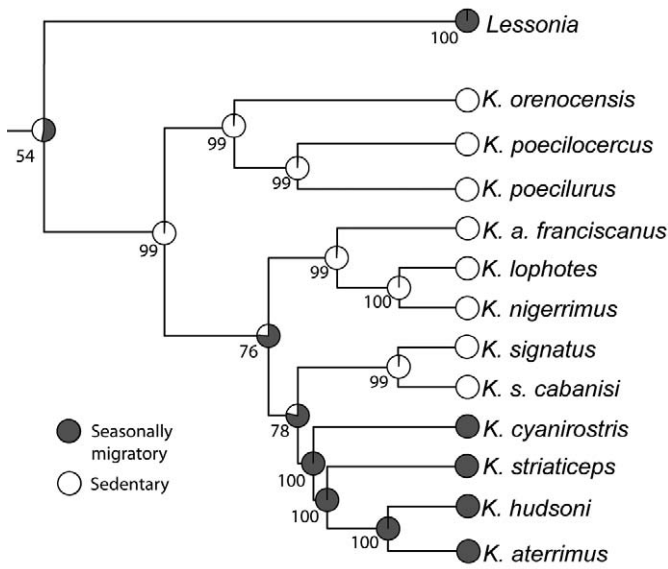 Lessonia
100
K. orenocensis
54
99
K. poecilocercus
99
K. poecilurus
99
K. a. franciscanus
99
K. lophotes
100
K. nigerrimus
76
K. signatus
99
K. s. cabanisi
78
Seasonally
migratory
Sedentary
K. cyanirostris
100
K. striaticeps
100
K. hudsoni
100
K. aterrimus